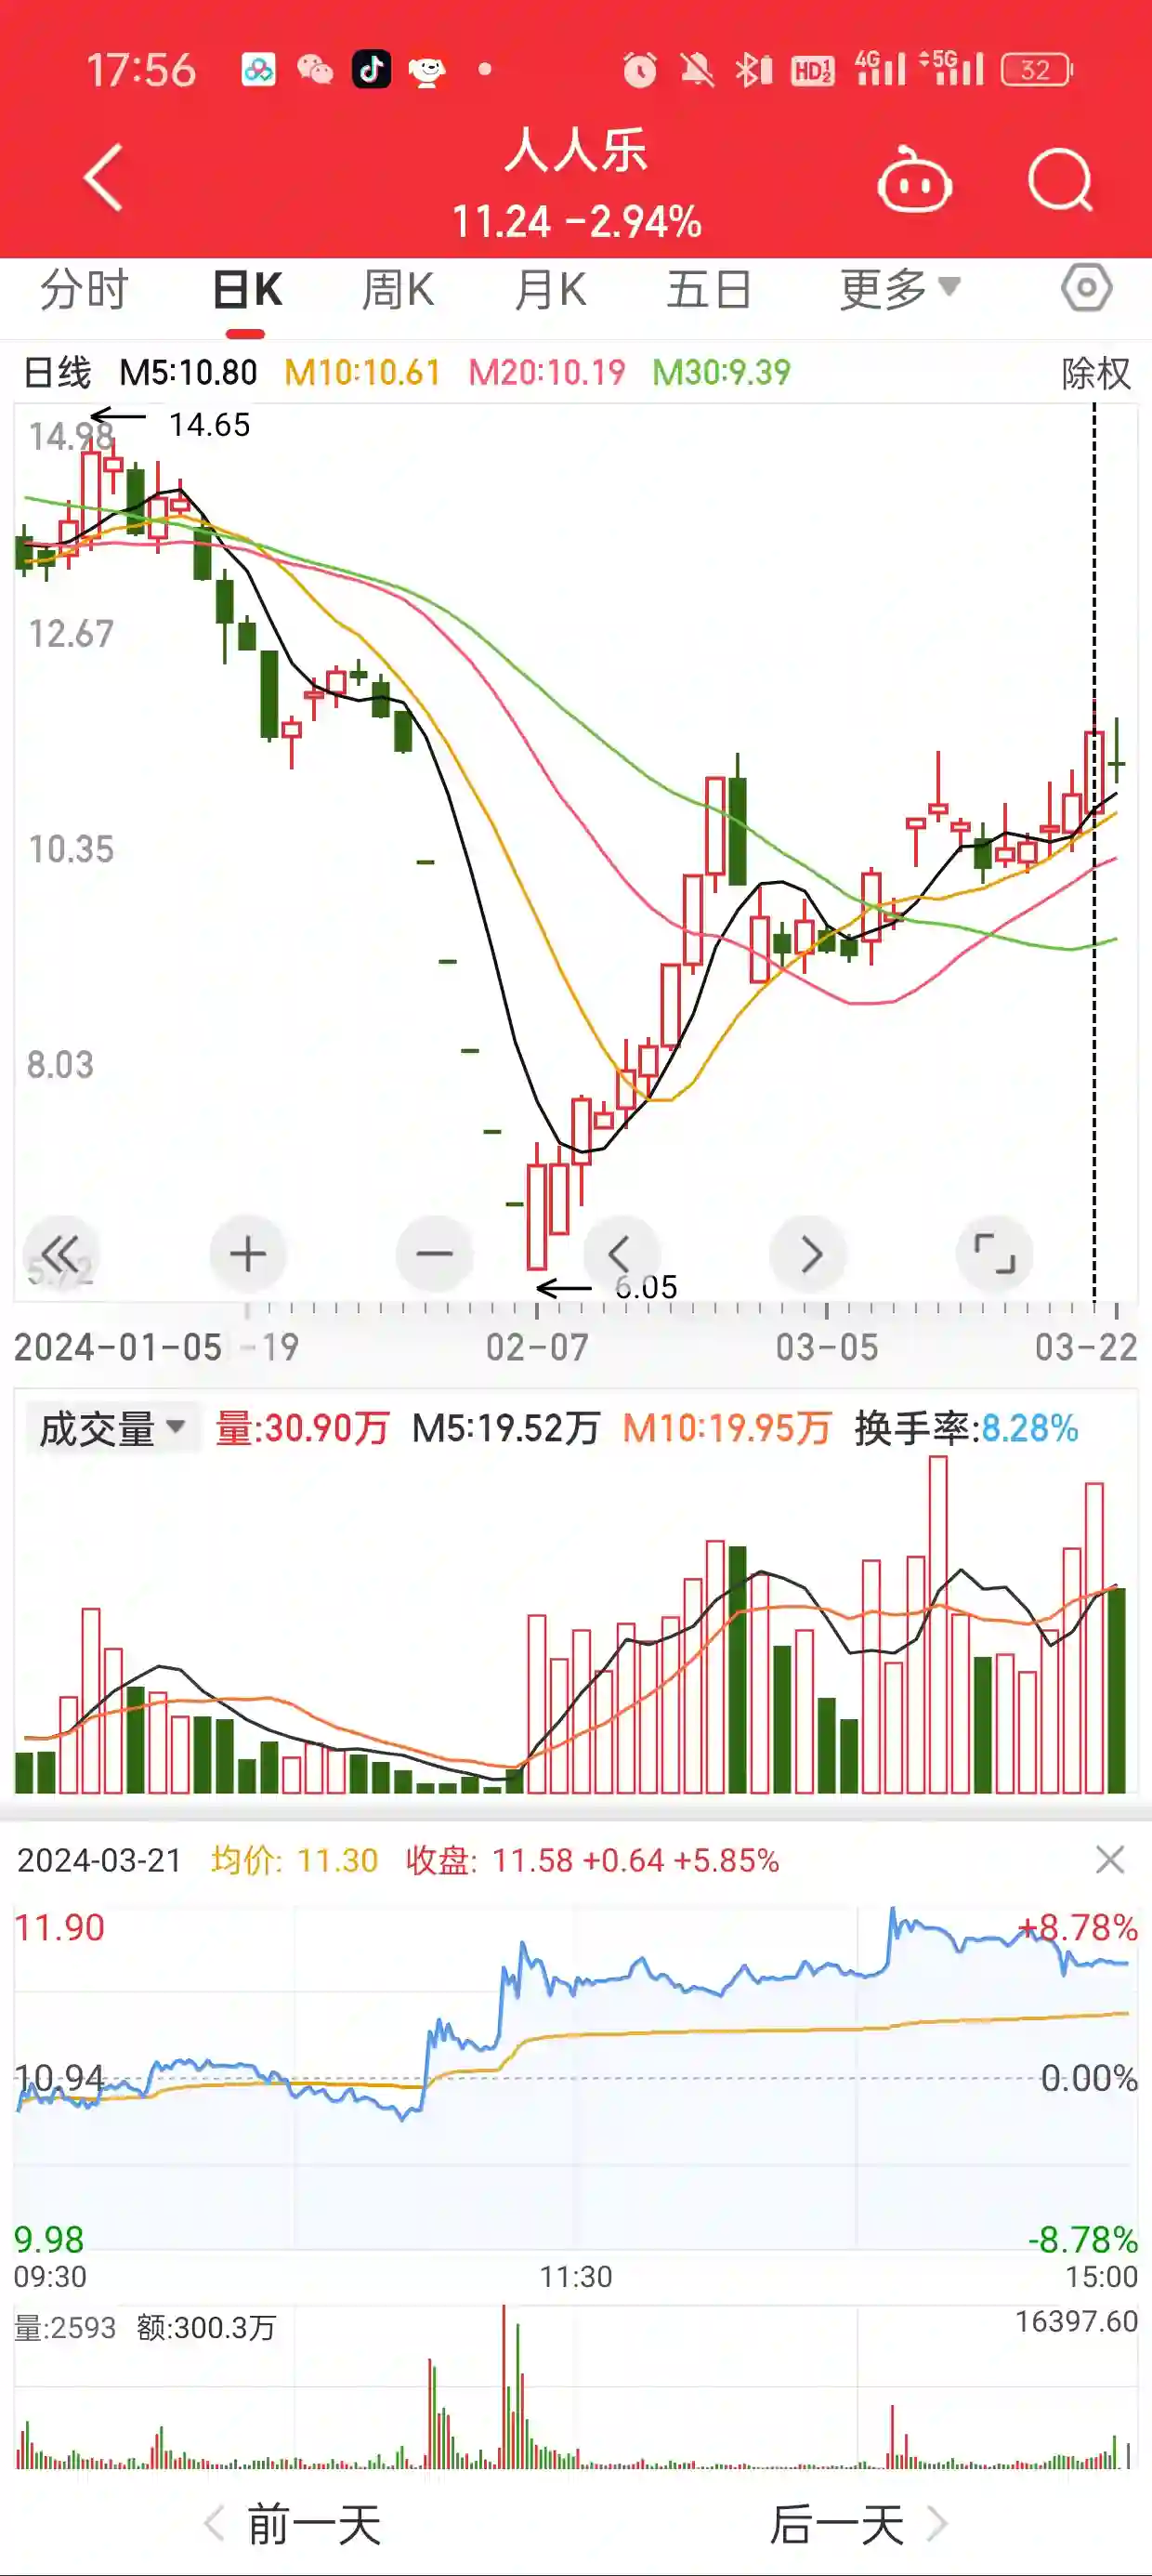 17:56 HD1 2 4G 5G 32
人人乐
11.24 -2.94%
分时 日K 周K 月K 五日 更多
日线 M5:10.80 M10:10.61 M20:10.19 M30:9.39 除权
14.98 14.65
12.67
10.35
8.03
5.72 6.05
2024-01-05 -19 02-07 03-05 03-22
成交量 量:30.90万 M5:19.52万 M10:19.95万 换手率:8.28%
2024-03-21 均价: 11.30 收盘: 11.58 +0.64 +5.85%
11.90 +8.78%
10.94 0.00%
9.98 -8.78%
09:30 11:30 15:00
量:2593 额:300.3万 16397.60
前一天 后一天